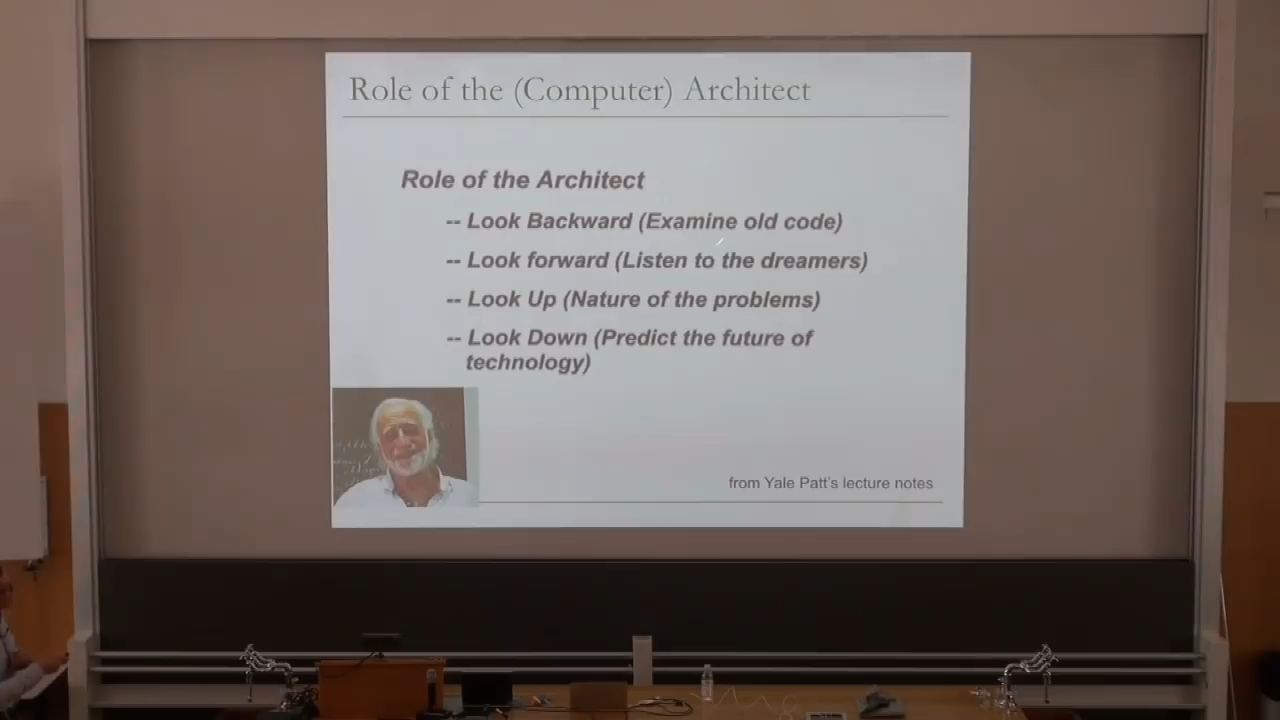 Role of the (Computer) Architect
Role of the Architect
-- Look Backward (Examine old code)
-- Look forward (Listen to the dreamers)
-- Look Up (Nature of the problems)
-- Look Down (Predict the future of
technology)
from Yale Patt's lecture notes